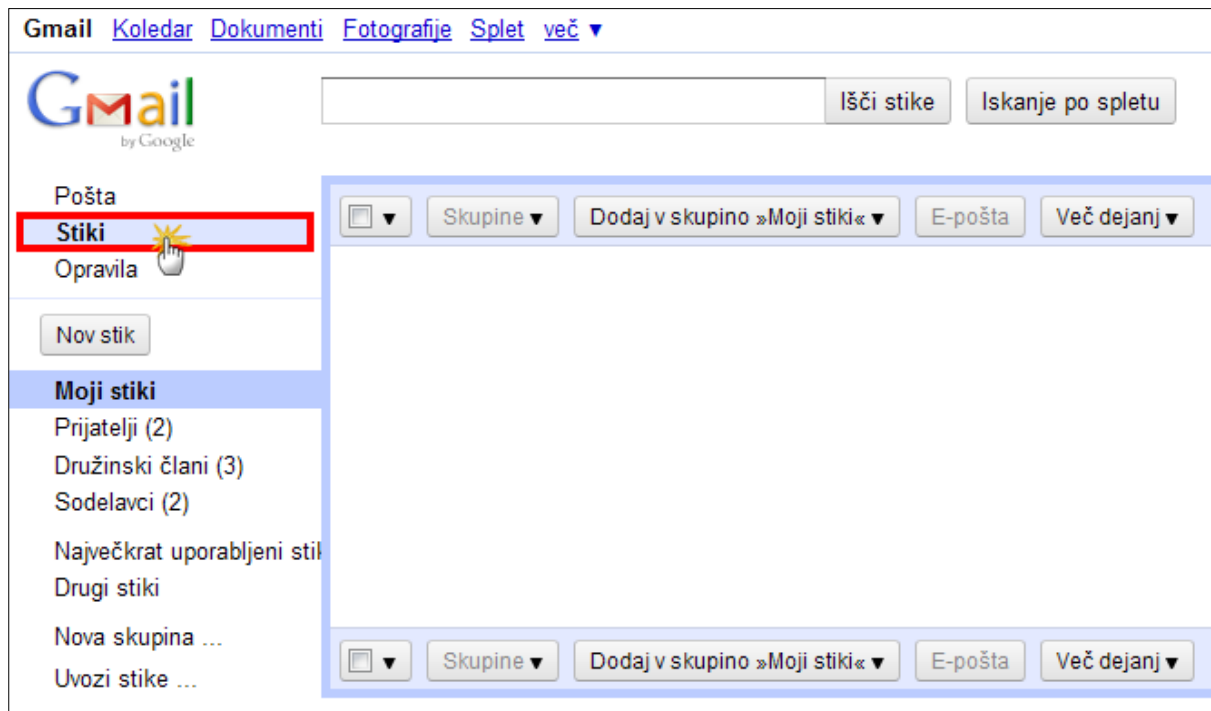 Gmail Koledar Dokumenti Fotografije Splet več ▼
Gmail
by Google
Išči stike Iskanje po spletu
Pošta
Stiki
Opravila
Skupine ▼ Dodaj v skupino »Moji stiki« ▼ E-pošta Več dejanj ▼
Nov stik
Moji stiki
Prijatelji (2)
Družinski člani (3)
Sodelavci (2)
Največkrat uporabljeni stik
Drugi stiki
Nova skupina ...
Uvozi stike ...
Skupine ▼ Dodaj v skupino »Moji stiki« ▼ E-pošta Več dejanj ▼